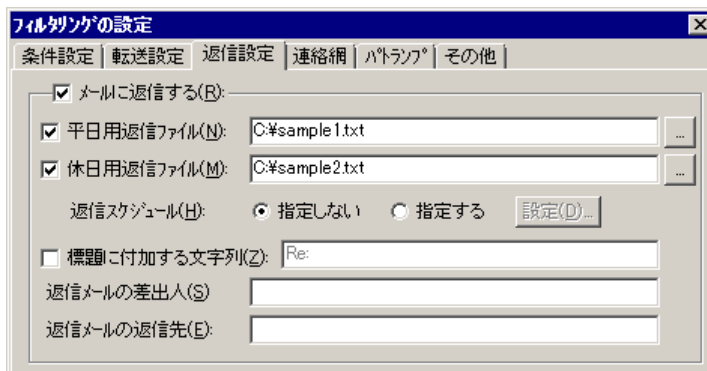 フィルタリングの設定
条件設定 転送設定 返信設定 連絡網 パトランプ その他
メールに返信する(R):
平日用返信ファイル(N): C:¥sample1.txt ...
休日用返信ファイル(M): C:¥sample2.txt ...
返信スケジュール(H): 指定しない 指定する 設定(D)...
標題に付加する文字列(Z): Re:
返信メールの差出人(S)
返信メールの返信先(E):